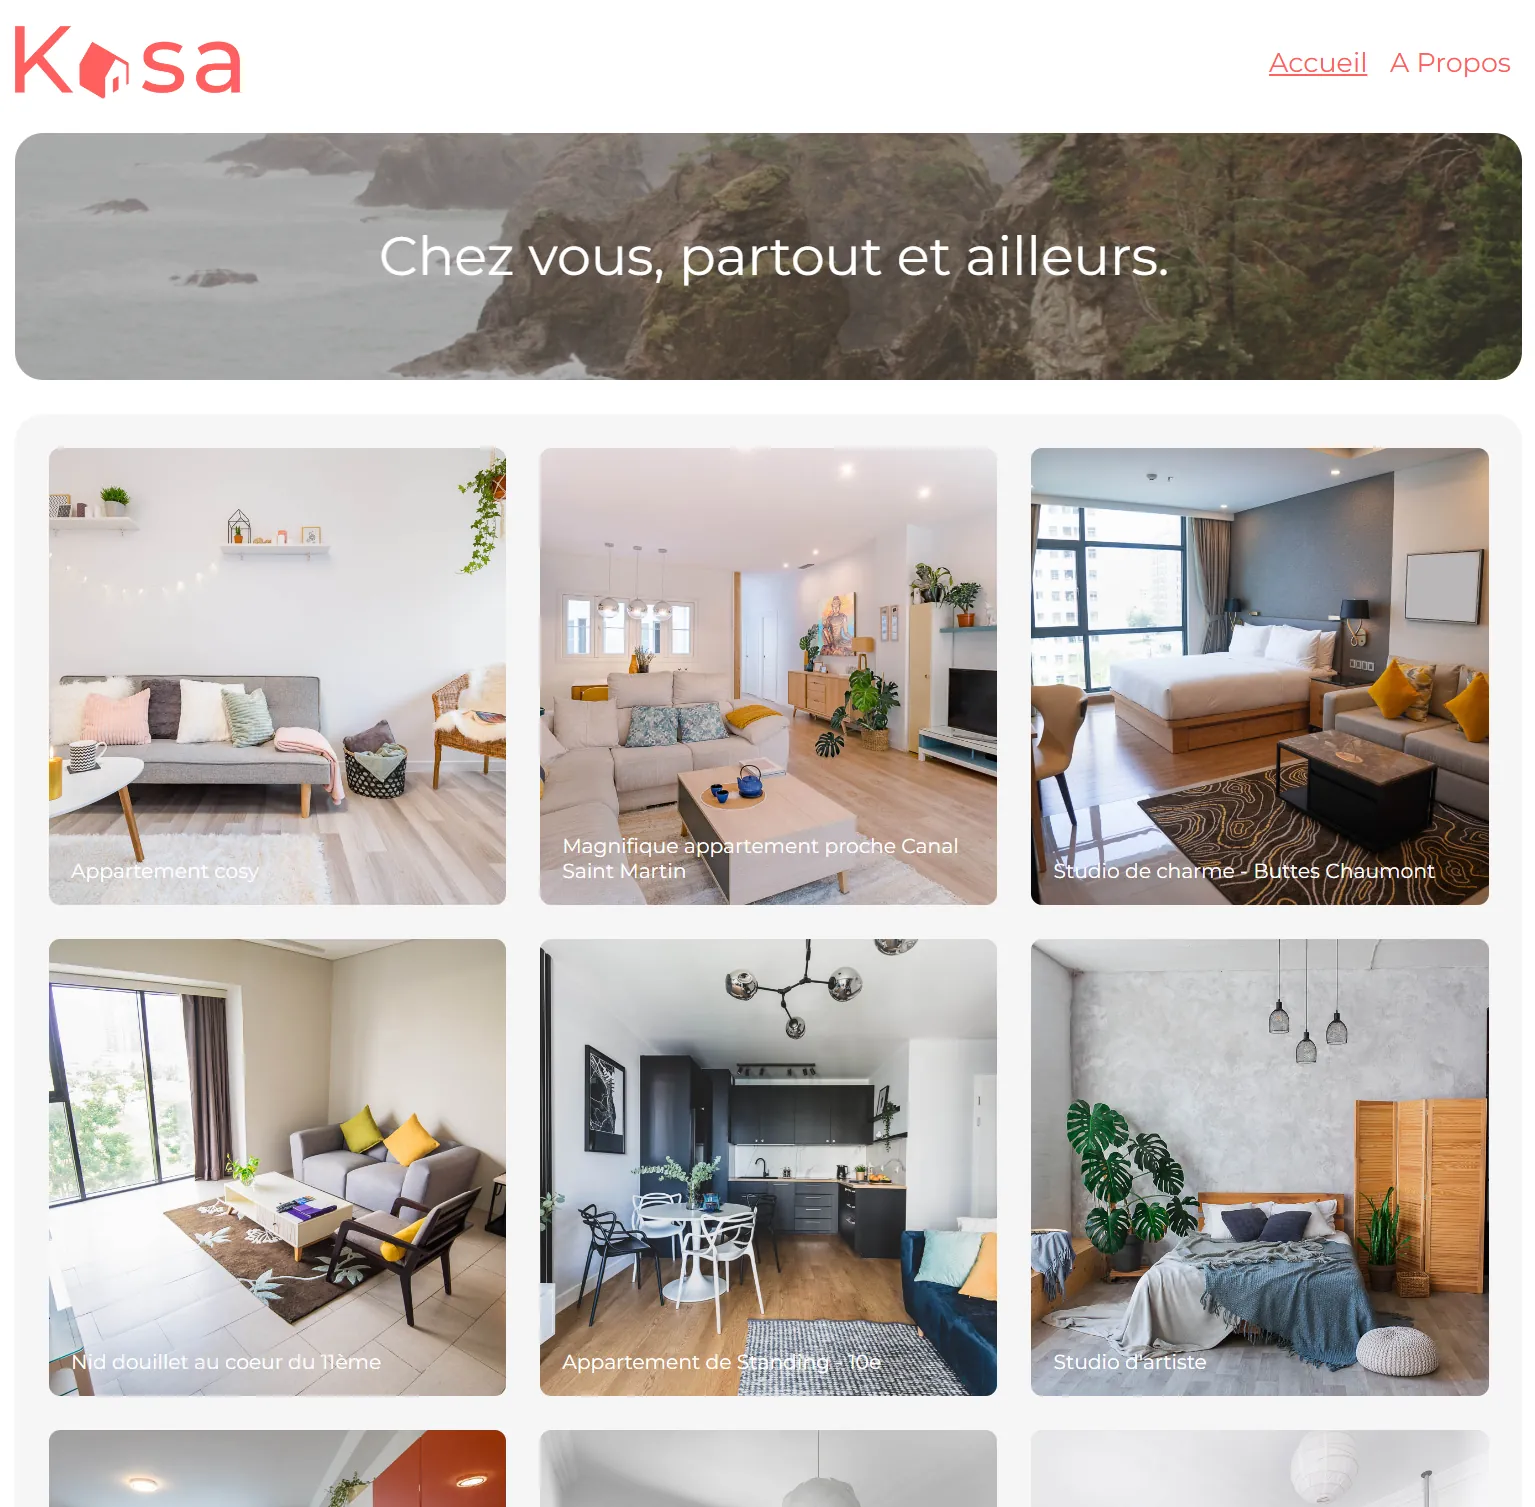 Kasa
Accueil A Propos
Chez vous, partout et ailleurs.
Appartement cosy
Magnifique appartement proche Canal
Saint Martin
Studio de charme - Buttes Chaumont
Nid douillet au coeur du 11ème
Appartement de Standing - 10e
Studio d'artiste